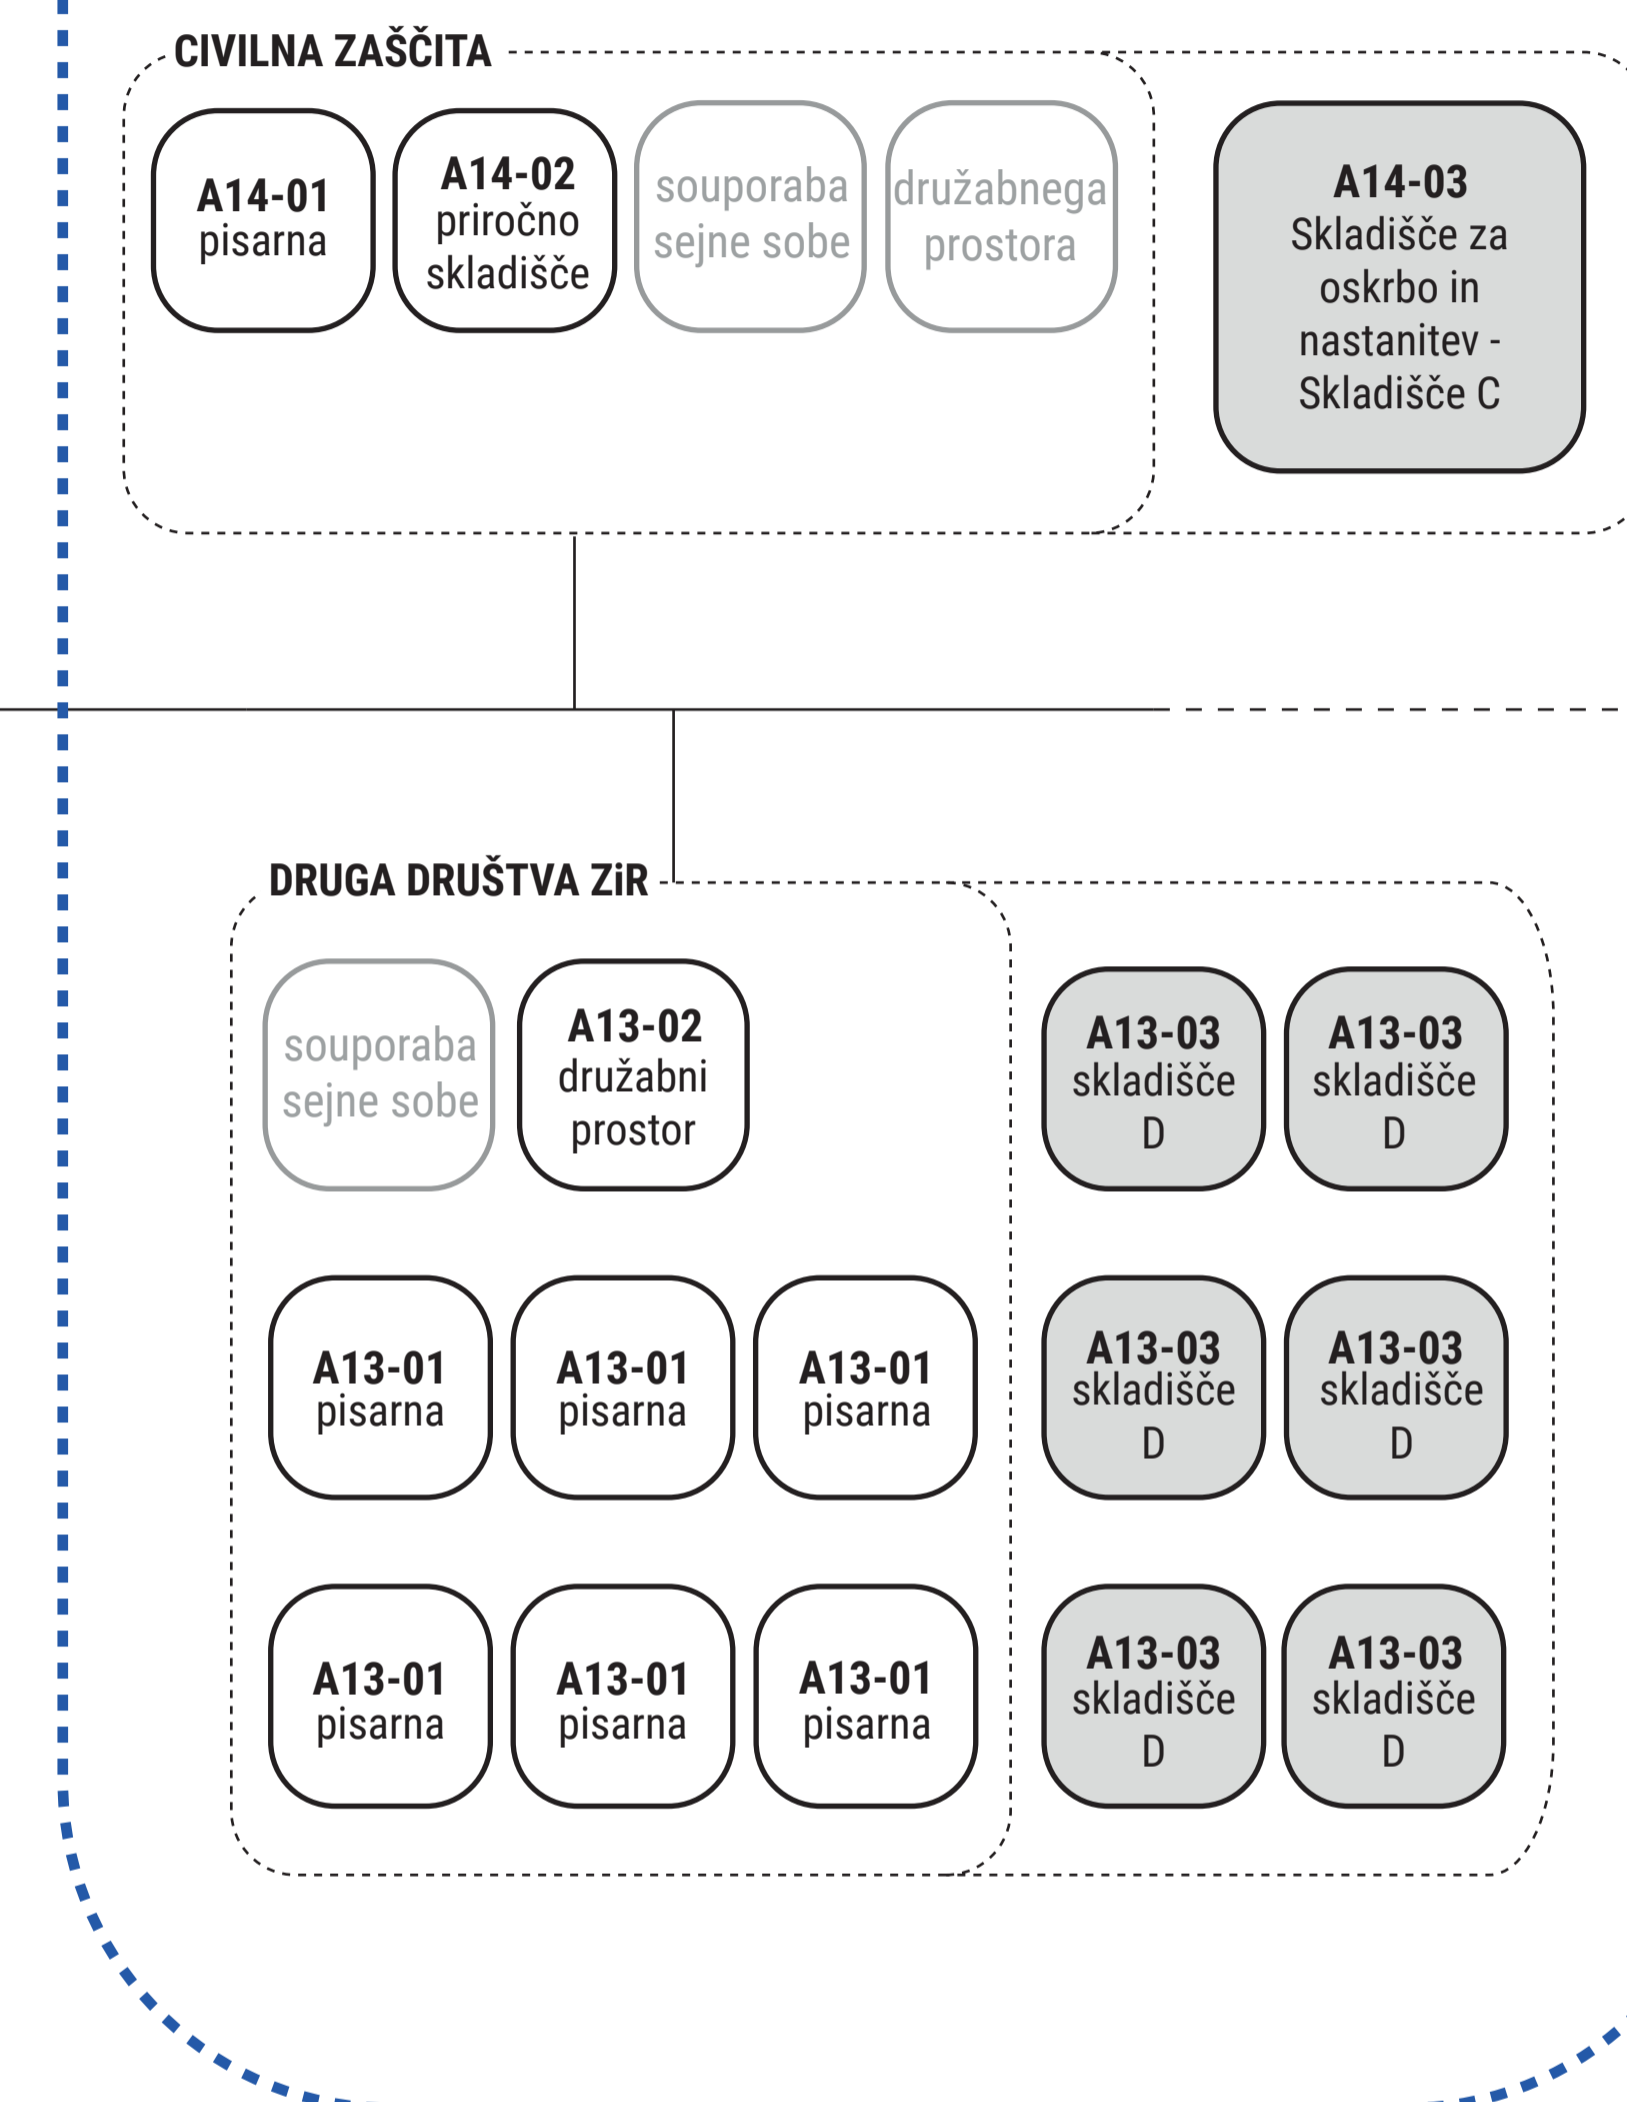 CIVILNA ZAŠČITA
A14-01
pisarna
A14-02
priročno
skladišče
souporaba
sejne sobe
družabnega
prostora
A14-03
Skladišče za
oskrbo in
nastanitev -
Skladišče C
DRUGA DRUŠTVA ZiR
souporaba
sejne sobe
A13-02
družabni
prostor
A13-03
skladišče
D
A13-03
skladišče
D
A13-01
pisarna
A13-01
pisarna
A13-01
pisarna
A13-03
skladišče
D
A13-03
skladišče
D
A13-01
pisarna
A13-01
pisarna
A13-01
pisarna
A13-03
skladišče
D
A13-03
skladišče
D